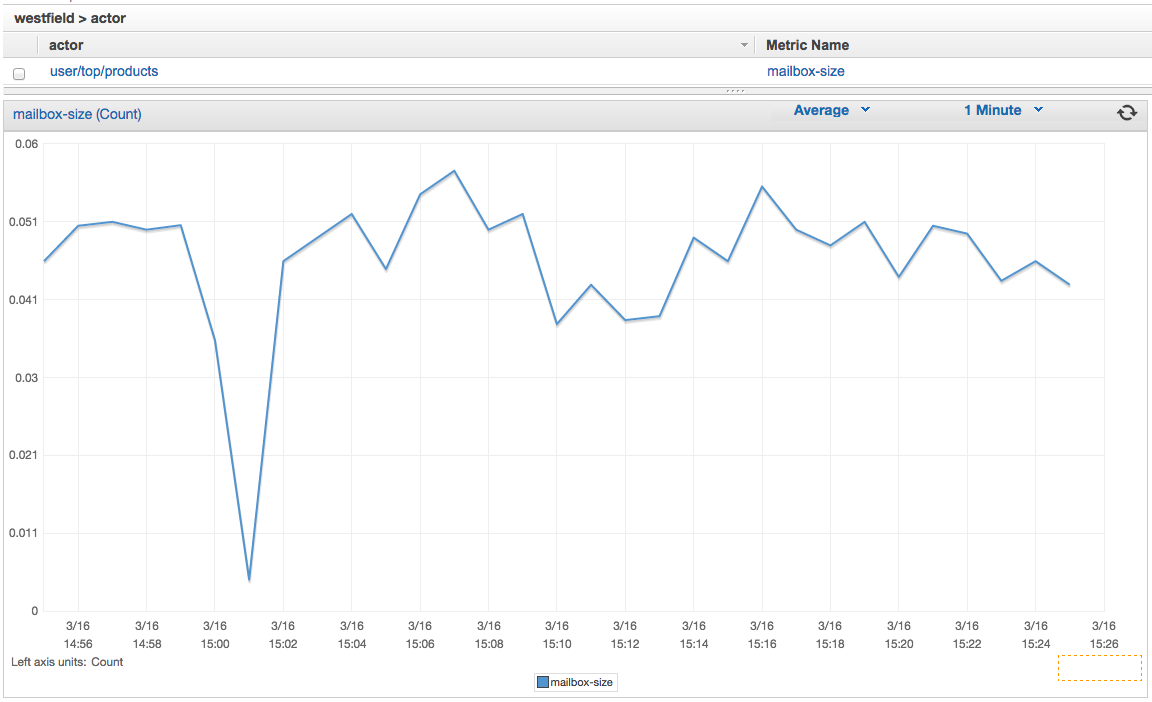 westfield > actor
actor Metric Name
user/top/products mailbox-size
mailbox-size (Count) Average 1 Minute
0.06
0.051
0.041
0.03
0.021
0.011
0
3/16 3/16 3/16 3/16 3/16 3/16 3/16 3/16 3/16 3/16 3/16 3/16 3/16 3/16 3/16 3/16
14:56 14:58 15:00 15:02 15:04 15:06 15:08 15:10 15:12 15:14 15:16 15:18 15:20 15:22 15:24 15:26
Left axis units: Count
mailbox-size